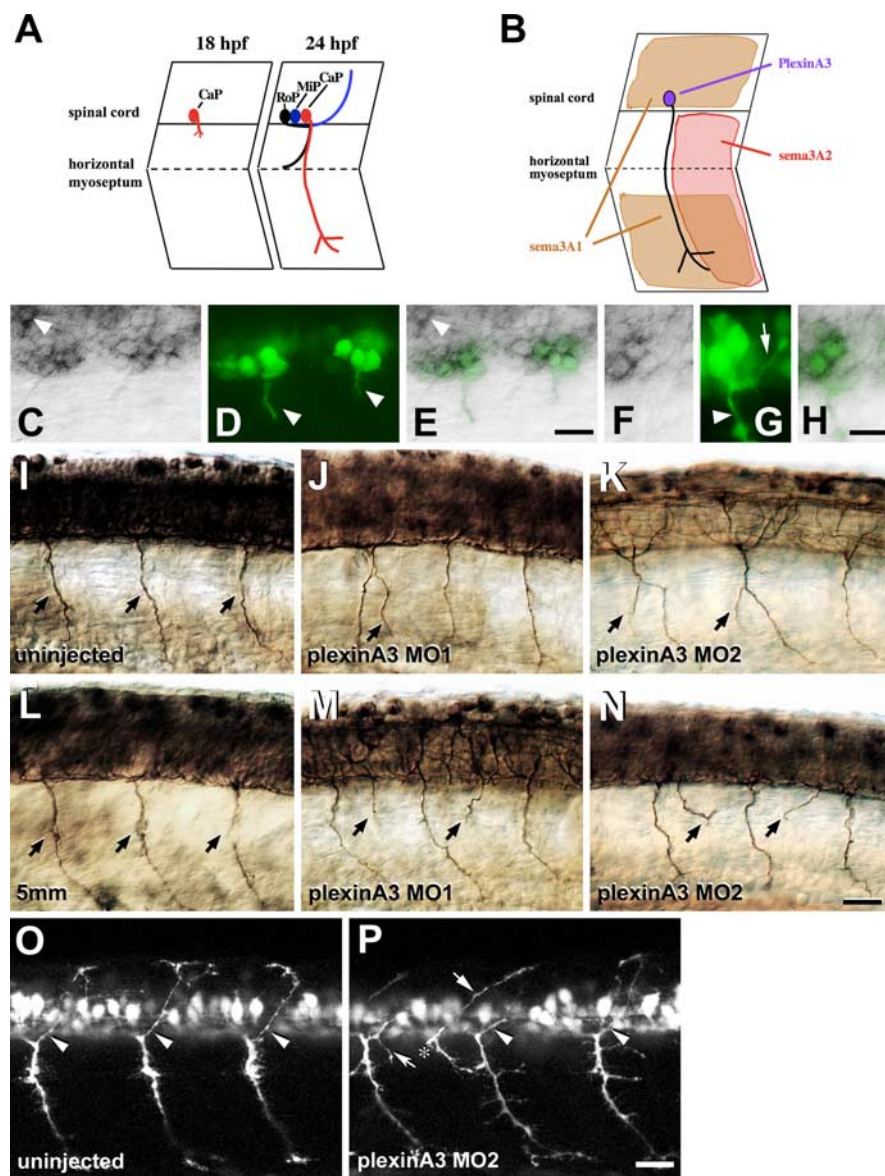 A
B
18 hpf
24 hpf
CaP
RoP
MiP
CaP
spinal cord
horizontal
myoseptum
PlexinA3
spinal cord
sema3A2
horizontal
myoseptum
sema3A1
C
D
E
F
G
H
I
uninjected
J
plexinA3 MO1
K
plexinA3 MO2
L
5mm
M
plexinA3 MO1
N
plexinA3 MO2
O
uninjected
P
*
plexinA3 MO2